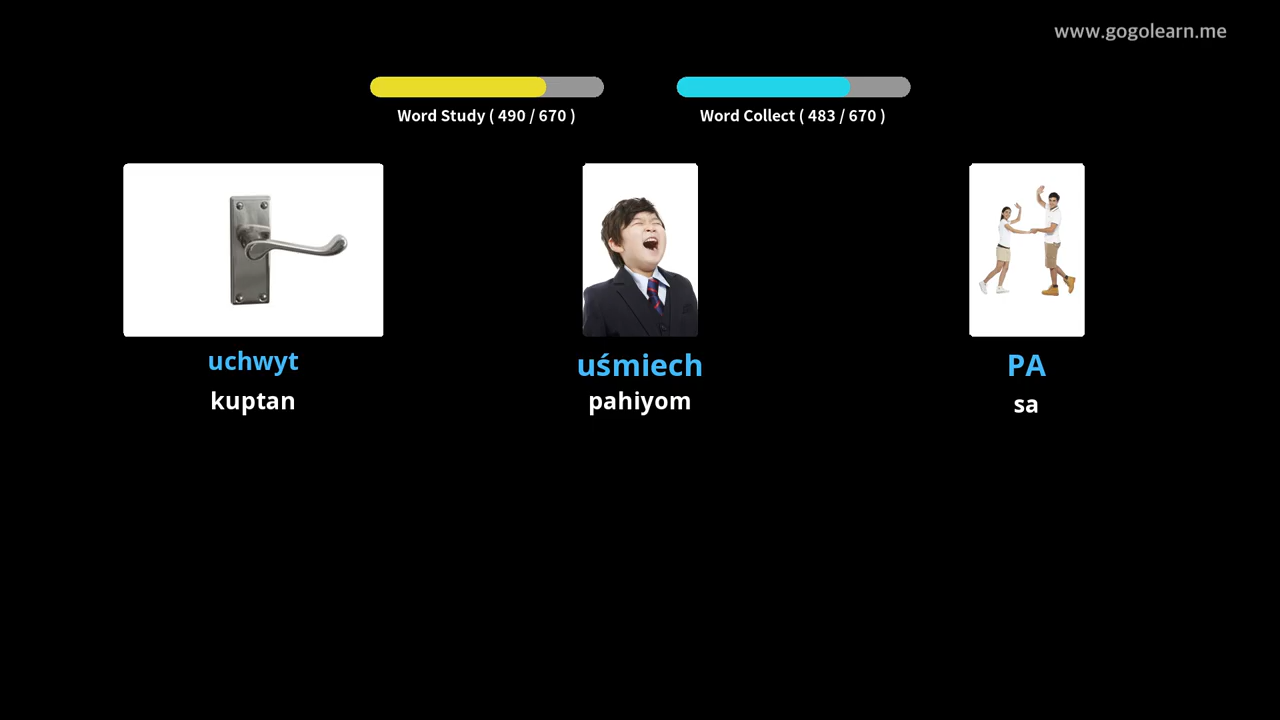 www.gogolearn.me
Word Study ( 490 / 670 )
Word Collect ( 483 / 670 )
uchwyt
kuptan
uśmiech
pahiyom
PA
sa